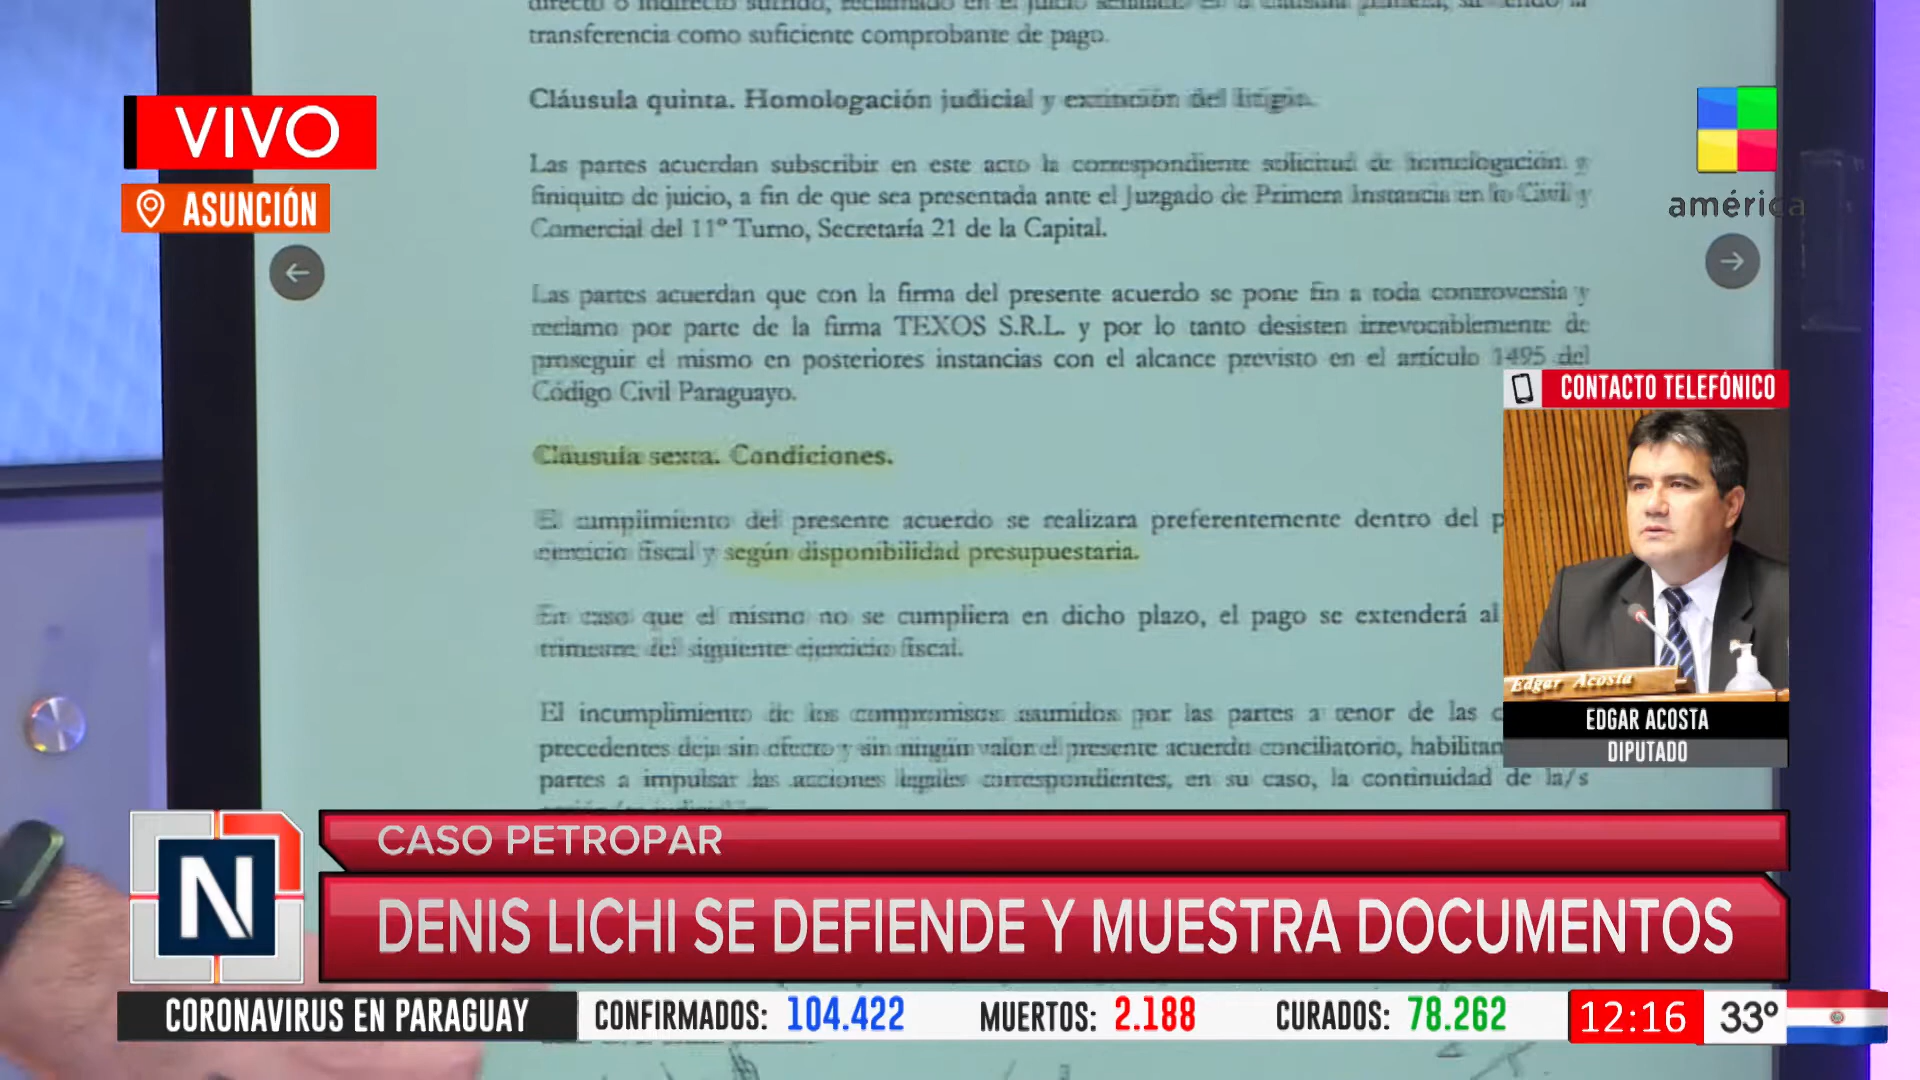 transferencia como suficiente comprobante de pago.
Cláusula quinta. Homologación judicial y extinción del litigio.
Las partes acuerdan subscribir en este acto la correspondiente solicitud de homologación y
finiquito de juicio, a fin de que sea presentada ante el Juzgado de Primera Instancia en lo Civil y
Comercial del 11° Turno, Secretaría 21 de la Capital.
Las partes acuerdan que con la firma del presente acuerdo se pone fin a toda controversia y
reclamo por parte de la firma TEXOS S.R.L. y por lo tanto desisten irrevocablemente de
proseguir el mismo en posteriores instancias con el alcance previsto en el artículo 1495 del
Código Civil Paraguayo.
Cláusula sexta. Condiciones.
El cumplimiento del presente acuerdo se realizara preferentemente dentro del p
ejercicio fiscal y según disponibilidad presupuestaria.
En caso que el mismo no se cumpliera en dicho plazo, el pago se extenderá al
trimestre del siguiente ejercicio fiscal.
El incumplimiento de los compromisos asumidos por las partes a tenor de las c
precedentes deja sin efecto y sin ningún valor el presente acuerdo conciliatorio, habilitan
partes a impulsar las acciones legales correspondientes, en su caso, la continuidad de la/s
VIVO
ASUNCIÓN
américa
CONTACTO TELEFÓNICO
Edgar Acosta
EDGAR ACOSTA
DIPUTADO
N
CASO PETROPAR
DENIS LICHI SE DEFIENDE Y MUESTRA DOCUMENTOS
CORONAVIRUS EN PARAGUAY CONFIRMADOS: 104.422 MUERTOS: 2.188 CURADOS: 78.262 12:16 33°